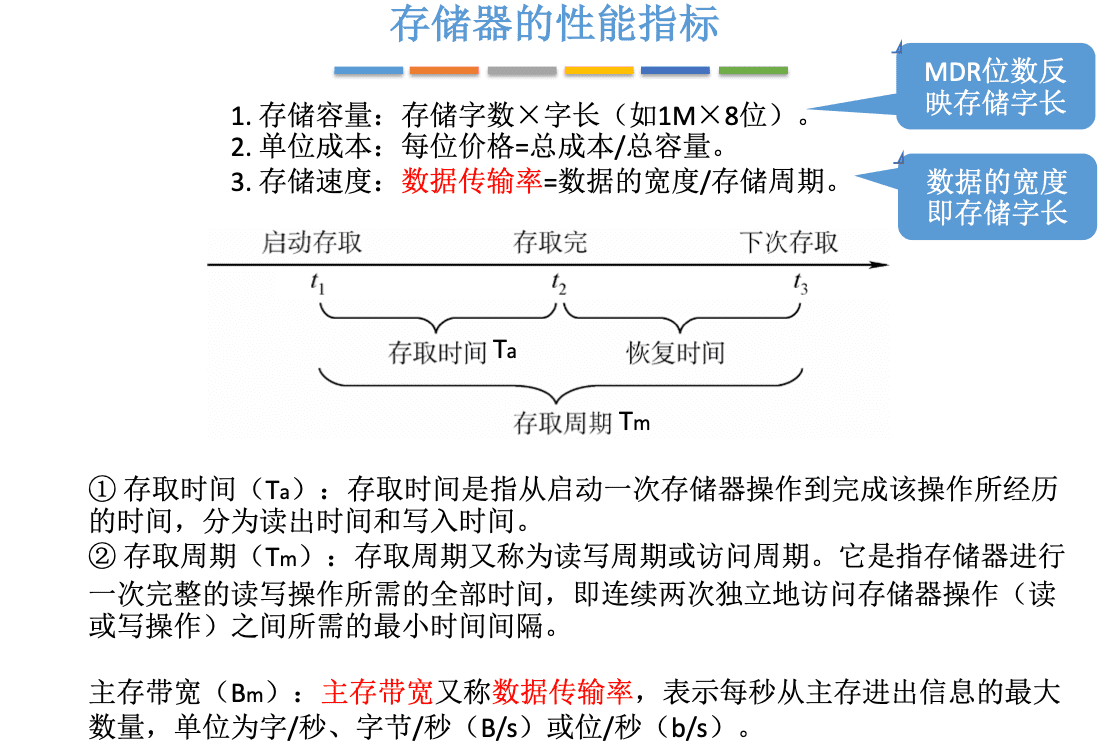 存储器的性能指标
MDR位数反
映存储字长
1. 存储容量：存储字数×字长（如1M×8位）。
2. 单位成本：每位价格=总成本/总容量。
3. 存储速度：数据传输率=数据的宽度/存储周期。
数据的宽度
即存储字长
启动存取 存取完 下次存取
t1 t2 t3
存取时间 Ta 恢复时间
存取周期 Tm
① 存取时间（Ta）：存取时间是指从启动一次存储器操作到完成该操作所经历
的时间，分为读出时间和写入时间。
② 存取周期（Tm）：存取周期又称为读写周期或访问周期。它是指存储器进行
一次完整的读写操作所需的全部时间，即连续两次独立地访问存储器操作（读
或写操作）之间所需的最小时间间隔。
主存带宽（Bm）：主存带宽又称数据传输率，表示每秒从主存进出信息的最大
数量，单位为字/秒、字节/秒（B/s）或位/秒（b/s）。